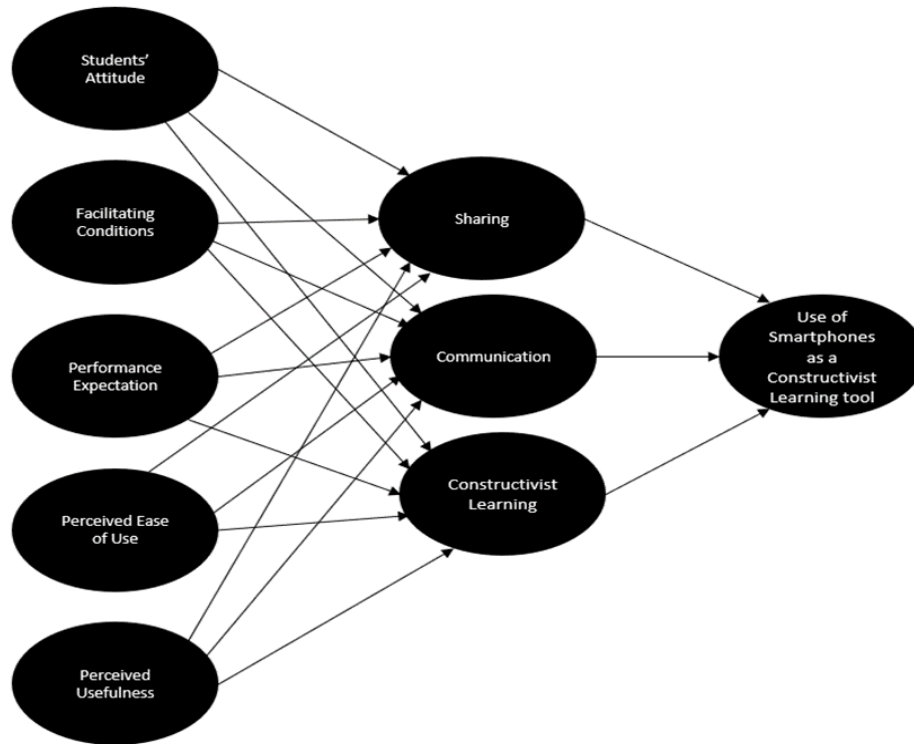 Students'
Attitude
Facilitating
Conditions
Performance
Expectation
Perceived Ease
of Use
Perceived
Usefulness
Sharing
Communication
Constructivist
Learning
Use of
Smartphones
as a
Constructivist
Learning tool